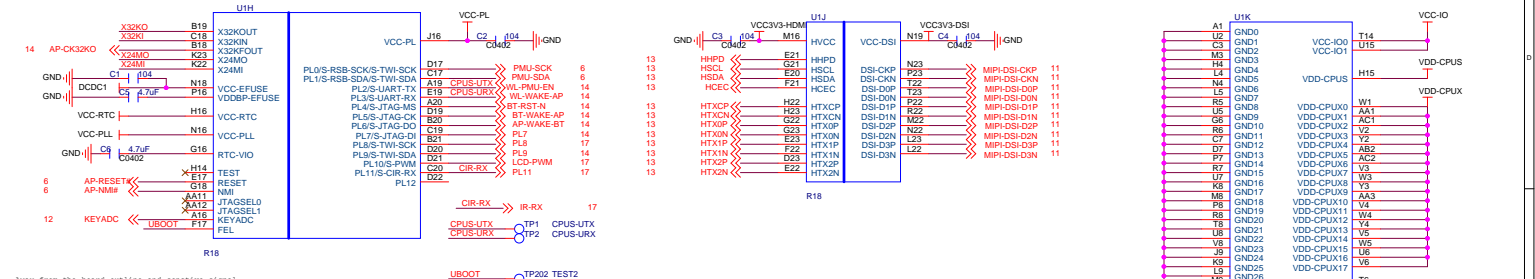 U1H
X32KO B19 X32KOUT
X32KI C18 X32KIN
14 AP-CK32KO B18 X32KFOUT
X24MO K23 X24MO
X24MI K22 X24MI
GND C1 104
DCDC1 N18 VCC-EFUSE
GND C5 4.7uF P16 VDDBP-EFUSE
VCC-RTC H16 VCC-RTC
VCC-PLL N16 VCC-PLL
GND C6 4.7uF C0402 G16 RTC-VIO
H14 TEST
6 AP-RESET# E17 RESET
6 AP-NMI# G18 NMI
AA11 JTAGSEL0
AA12 JTAGSEL1
12 KEYADC A16 KEYADC
UBOOT F17 FEL
R18
VCC-PL
VCC-PL J16 C2 104 C0402 GND
PL0/S-RSB-SCK/S-TWI-SCK D17 PMU-SCK 6
PL1/S-RSB-SDA/S-TWI-SDA C17 PMU-SDA 6
PL2/S-UART-TX A19 CPUS-UTX WL-PMU-EN 14
PL3/S-UART-RX E19 CPUS-URX WL-WAKE-AP 14
PL4/S-JTAG-MS A20 BT-RST-N 14
PL5/S-JTAG-CK D19 BT-WAKE-AP 14
PL6/S-JTAG-DO B20 AP-WAKE-BT 14
PL7/S-JTAG-DI C19 PL7 14
PL8/S-TWI-SCK B21 PL8 17
PL9/S-TWI-SDA D20 PL9 14
PL10/S-PWM D21 LCD-PWM 17
PL11/S-CIR-RX C20 CIR-RX PL11 17
PL12 D22
CIR-RX IR-RX 17
CPUS-UTX TP1 CPUS-UTX
CPUS-URX TP2 CPUS-URX
UBOOT TP202 TEST2
U1J
VCC3V3-HDMI VCC3V3-DSI
GND C3 104 C0402 M16 HVCC VCC-DSI N19 C4 104 C0402 GND
13 HHPD E21 HHPD
13 HSCL G21 HSCL DSI-CKP N23 MIPI-DSI-CKP 11
13 HSDA E20 HSDA DSI-CKN P23 MIPI-DSI-CKN 11
13 HCEC F21 HCEC DSI-D0P T23 MIPI-DSI-D0P 11
DSI-D0N T22 MIPI-DSI-D0N 11
13 HTXCP H22 HTXCP DSI-D1P P22 MIPI-DSI-D1P 11
13 HTXCN H23 HTXCN DSI-D1N R22 MIPI-DSI-D1N 11
13 HTX0P G22 HTX0P DSI-D2P M22 MIPI-DSI-D2P 11
13 HTX0N G23 HTX0N DSI-D2N N22 MIPI-DSI-D2N 11
13 HTX1P E23 HTX1P DSI-D3P L23 MIPI-DSI-D3P 11
13 HTX1N F22 HTX1N DSI-D3N L22 MIPI-DSI-D3N 11
13 HTX2P D23 HTX2P
13 HTX2N E22 HTX2N
R18
U1K
VCC-IO
A1 GND0
U2 GND1 VCC-IO0 T14
C3 GND2 VCC-IO1 U15
M3 GND3
H4 GND4 VDD-CPUS
L4 GND5 VDD-CPUS H15
N4 GND6
L5 GND7 VDD-CPUX
R5 GND8 VDD-CPUX0 W1
U5 GND9 VDD-CPUX1 AA1
G6 GND10 VDD-CPUX2 AC1
R6 GND11 VDD-CPUX3 V2
C7 GND12 VDD-CPUX4 Y2
D7 GND13 VDD-CPUX5 AB2
P7 GND14 VDD-CPUX6 AC2
R7 GND15 VDD-CPUX7 V3
U7 GND16 VDD-CPUX8 W3
K8 GND17 VDD-CPUX9 Y3
M8 GND18 VDD-CPUX10 AA3
P8 GND19 VDD-CPUX11 V4
R8 GND20 VDD-CPUX12 W4
T8 GND21 VDD-CPUX13 Y4
U8 GND22 VDD-CPUX14 V5
V8 GND23 VDD-CPUX15 W5
J9 GND24 VDD-CPUX16 U6
K9 GND25 VDD-CPUX17 V6
L9 GND26
D